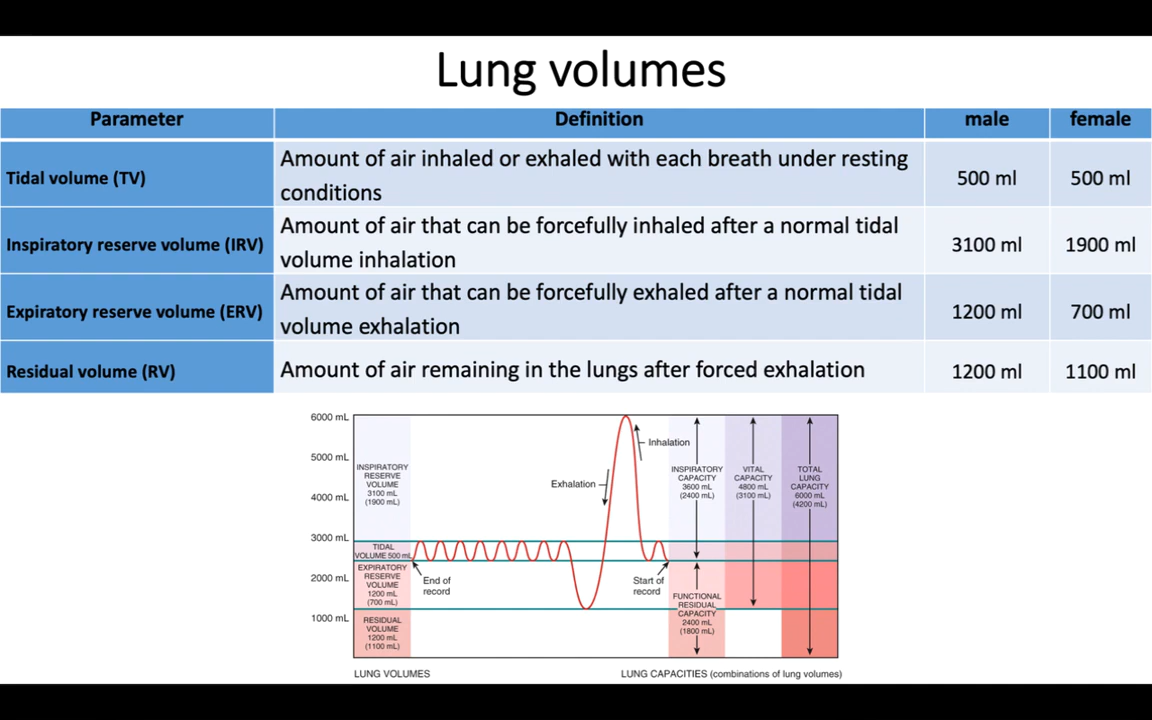 Lung volumes
Parameter Definition male female
Tidal volume (TV)
Amount of air inhaled or exhaled with each breath under resting
conditions
500 ml 500 ml
Inspiratory reserve volume (IRV)
Amount of air that can be forcefully inhaled after a normal tidal
volume inhalation
3100 ml 1900 ml
Expiratory reserve volume (ERV)
Amount of air that can be forcefully exhaled after a normal tidal
volume exhalation
1200 ml 700 ml
Residual volume (RV)
Amount of air remaining in the lungs after forced exhalation
1200 ml 1100 ml
6000 mL
5000 mL
4000 mL
3000 mL
2000 mL
1000 mL
INSPIRATORY
RESERVE
VOLUME
3100 mL
(1900 mL)
TIDAL
VOLUME 500 mL
EXPIRATORY
RESERVE
VOLUME
1200 mL
(700 mL)
RESIDUAL
VOLUME
1200 mL
(1100 mL)
End of
record
Exhalation
Inhalation
Start of
record
INSPIRATORY
CAPACITY
3600 mL
(2400 mL)
FUNCTIONAL
RESIDUAL
CAPACITY
2400 mL
(1800 mL)
VITAL
CAPACITY
4800 mL
(3100 mL)
TOTAL
LUNG
CAPACITY
6000 mL
(4200 mL)
LUNG VOLUMES
LUNG CAPACITIES (combinations of lung volumes)